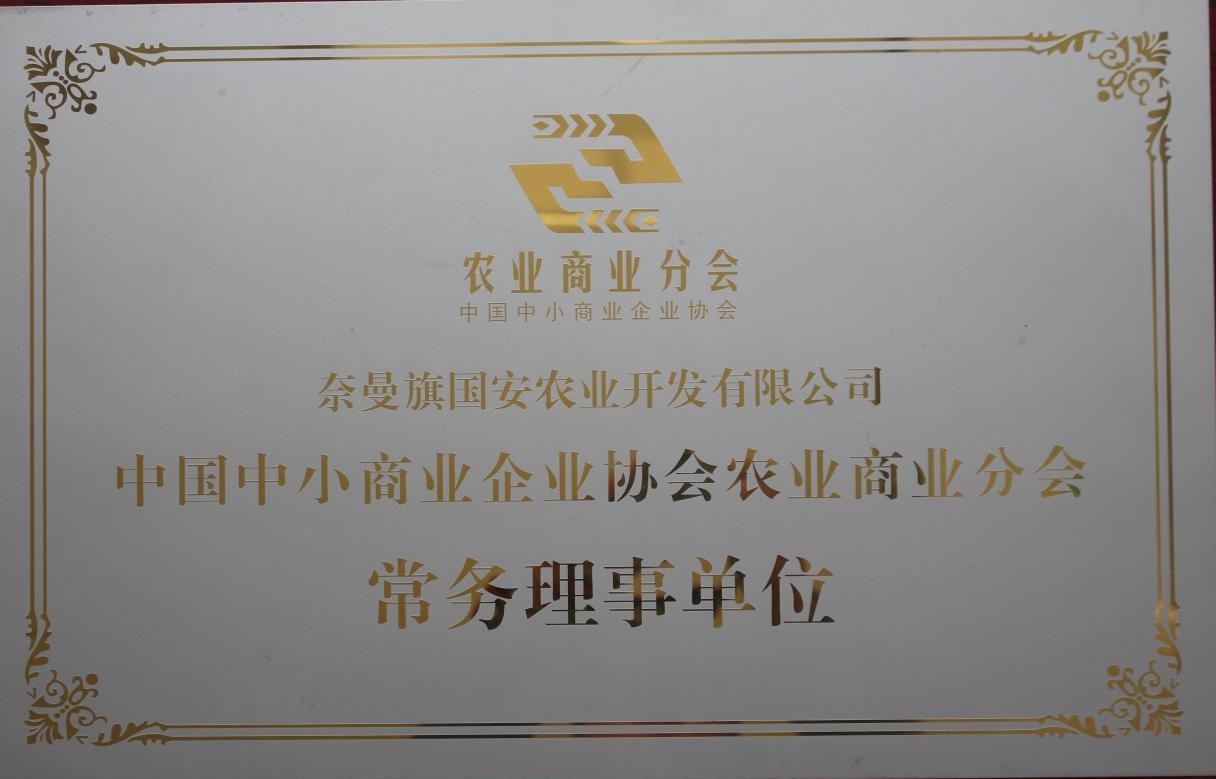 农业商业分会
中国中小商业企业协会
奈曼旗国安农业开发有限公司
中国中小商业企业协会农业商业分会
常务理事单位